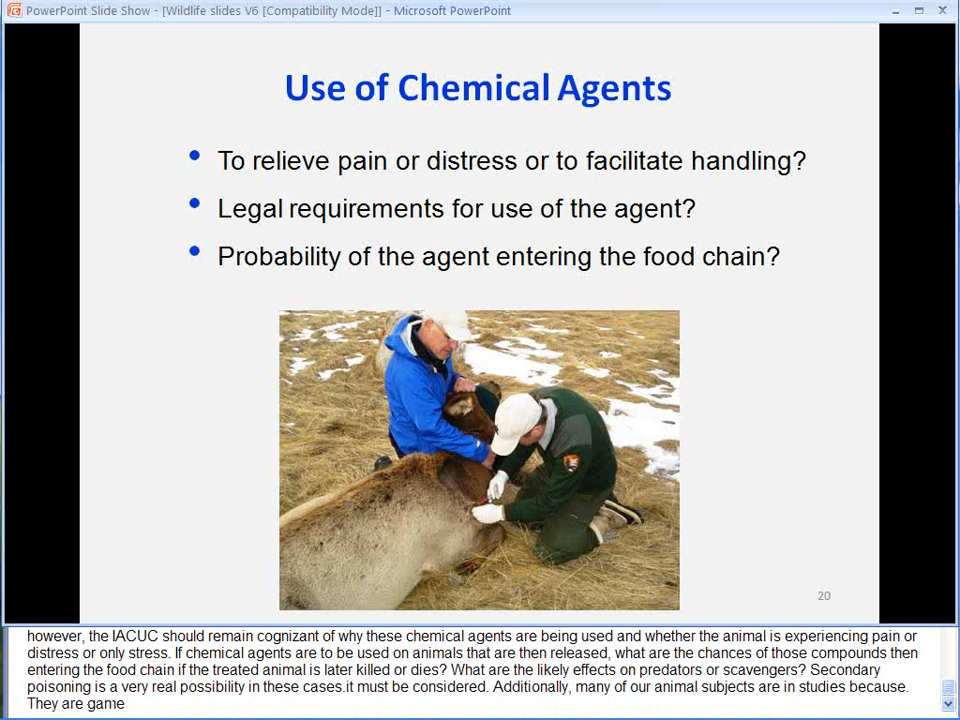 PowerPoint Slide Show - [Wildlife slides V6 [Compatibility Mode]] - Microsoft PowerPoint
Use of Chemical Agents
• To relieve pain or distress or to facilitate handling?
• Legal requirements for use of the agent?
• Probability of the agent entering the food chain?
20
however, the IACUC should remain cognizant of why these chemical agents are being used and whether the animal is experiencing pain or
distress or only stress. If chemical agents are to be used on animals that are then released, what are the chances of those compounds then
entering the food chain if the treated animal is later killed or dies? What are the likely effects on predators or scavengers? Secondary
poisoning is a very real possibility in these cases.it must be considered. Additionally, many of our animal subjects are in studies because.
They are game